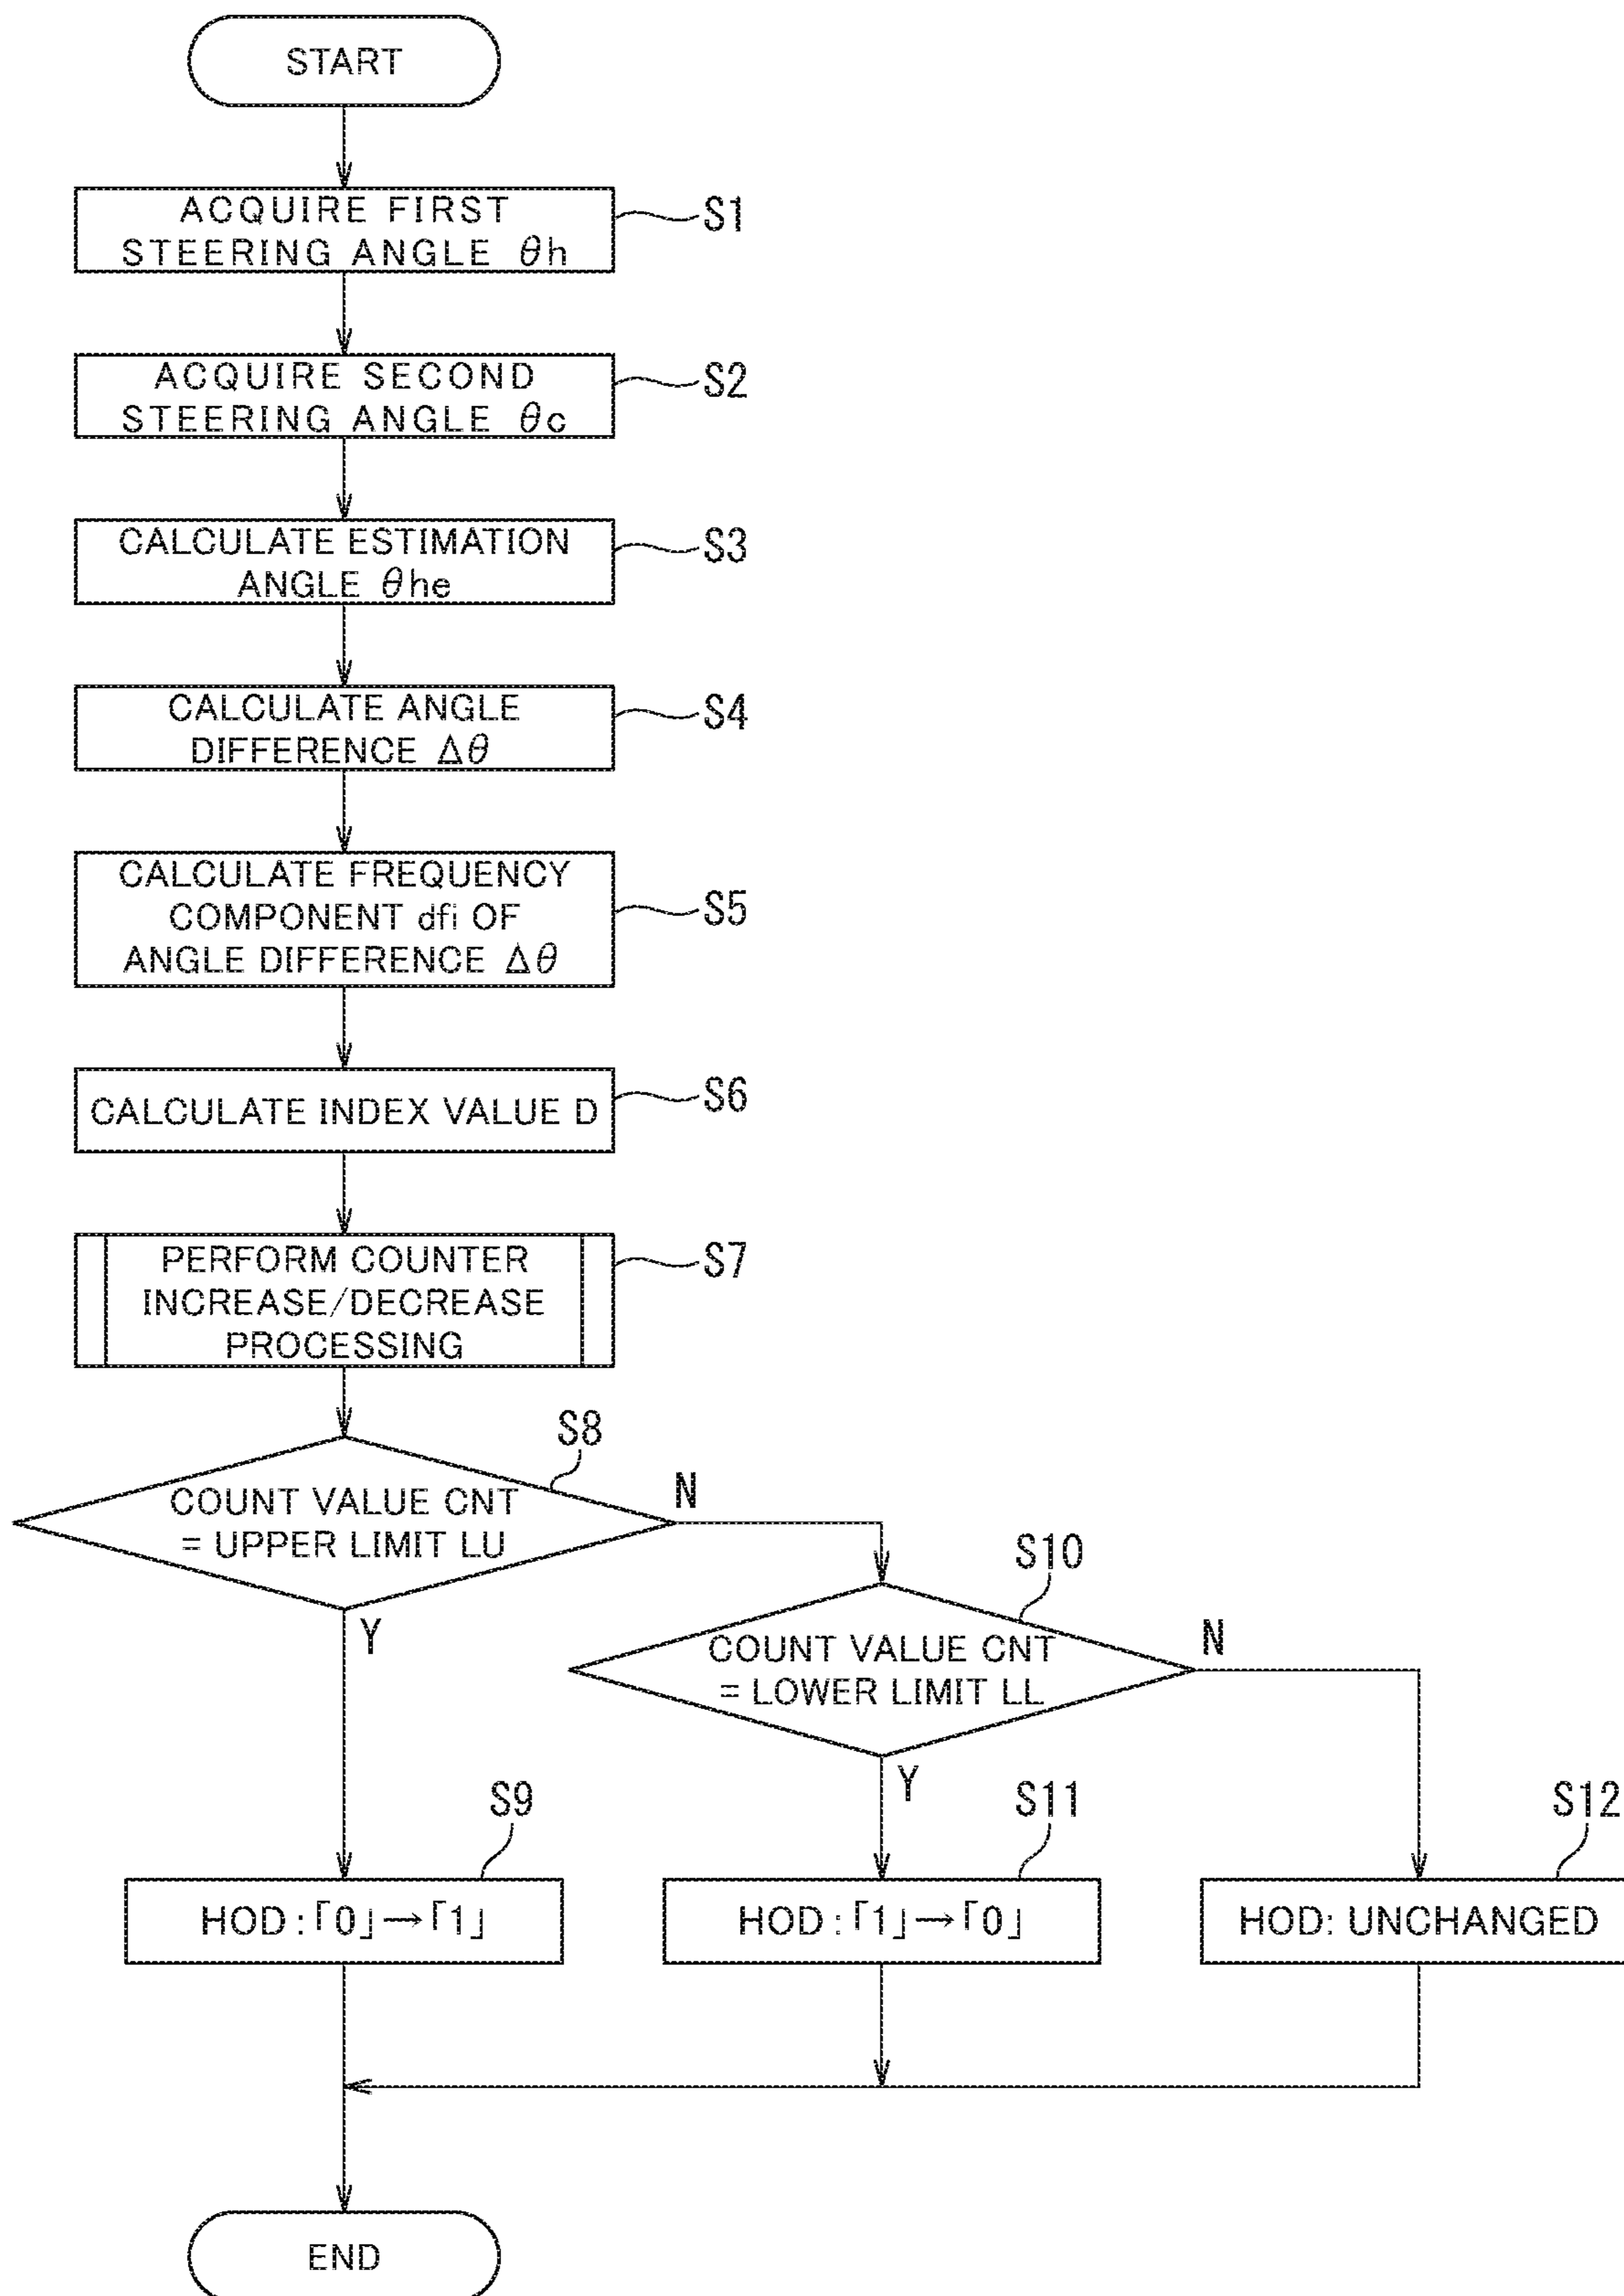 START
ACQUIRE FIRST
STEERING ANGLE θh
S1
ACQUIRE SECOND
STEERING ANGLE θc
S2
CALCULATE ESTIMATION
ANGLE θhe
S3
CALCULATE ANGLE
DIFFERENCE Δθ
S4
CALCULATE FREQUENCY
COMPONENT dfi OF
ANGLE DIFFERENCE Δθ
S5
CALCULATE INDEX VALUE D
S6
PERFORM COUNTER
INCREASE/DECREASE
PROCESSING
S7
S8
COUNT VALUE CNT
= UPPER LIMIT LU
N
Y
S10
COUNT VALUE CNT
= LOWER LIMIT LL
N
Y
S9
HOD:「0」→「1」
S11
HOD:「1」→「0」
S12
HOD: UNCHANGED
END